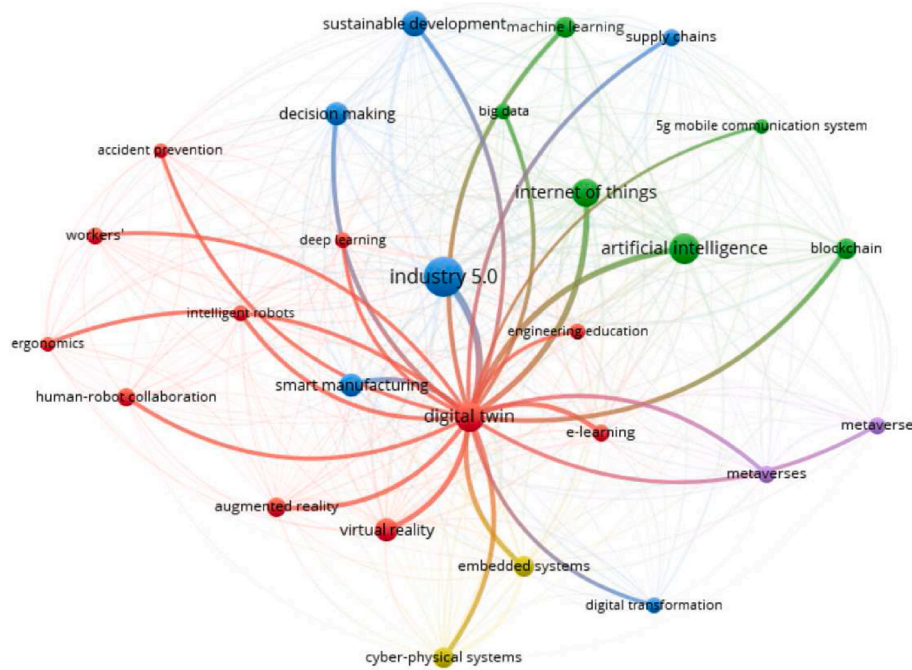 sustainable development
machine learning
supply chains
decision making
big data
5g mobile communication system
accident prevention
internet of things
workers'
deep learning
artificial intelligence
blockchain
industry 5.0
intelligent robots
engineering education
ergonomics
smart manufacturing
human-robot collaboration
digital twin
metaverse
e-learning
metaverses
augmented reality
virtual reality
embedded systems
digital transformation
cyber-physical systems